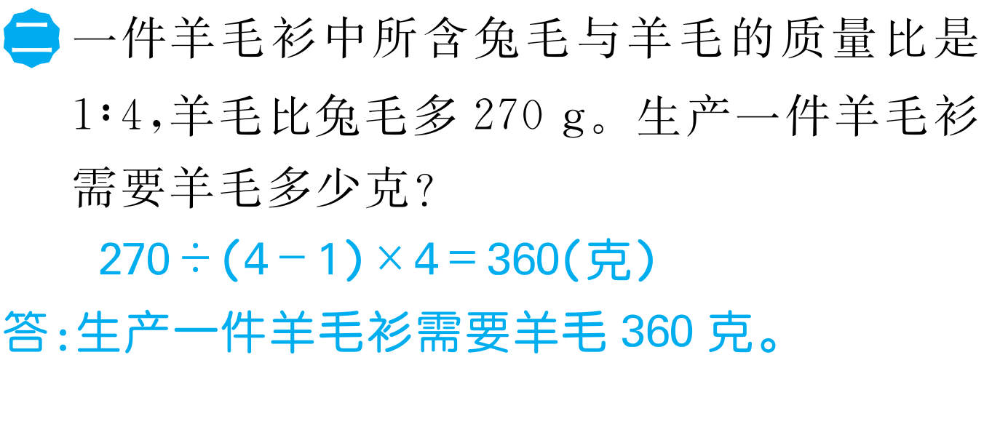 二 一件羊毛衫中所含兔毛与羊毛的质量比是
1∶4,羊毛比兔毛多 270 g。生产一件羊毛衫
需要羊毛多少克?
270÷(4－1)×4＝360(克)
答:生产一件羊毛衫需要羊毛 360 克。